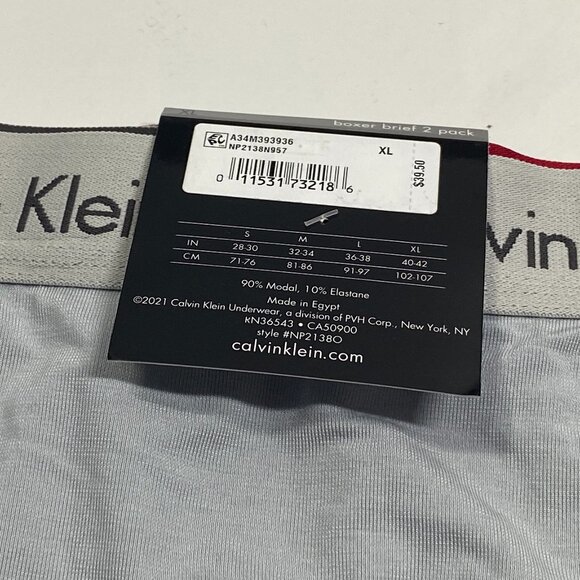 XL
boxer brief 2 pack
A34M393936
NP2138N957
XL
$39.50
0 11531 73218 6
S M L XL
IN 28-30 32-34 36-38 40-42
CM 71-76 81-86 91-97 102-107
90% Modal, 10% Elastane
Made in Egypt
©2021 Calvin Klein Underwear, a division of PVH Corp., New York, NY
KN36543 • CA50900
style #NP2138O
calvinklein.com
Klein
vin